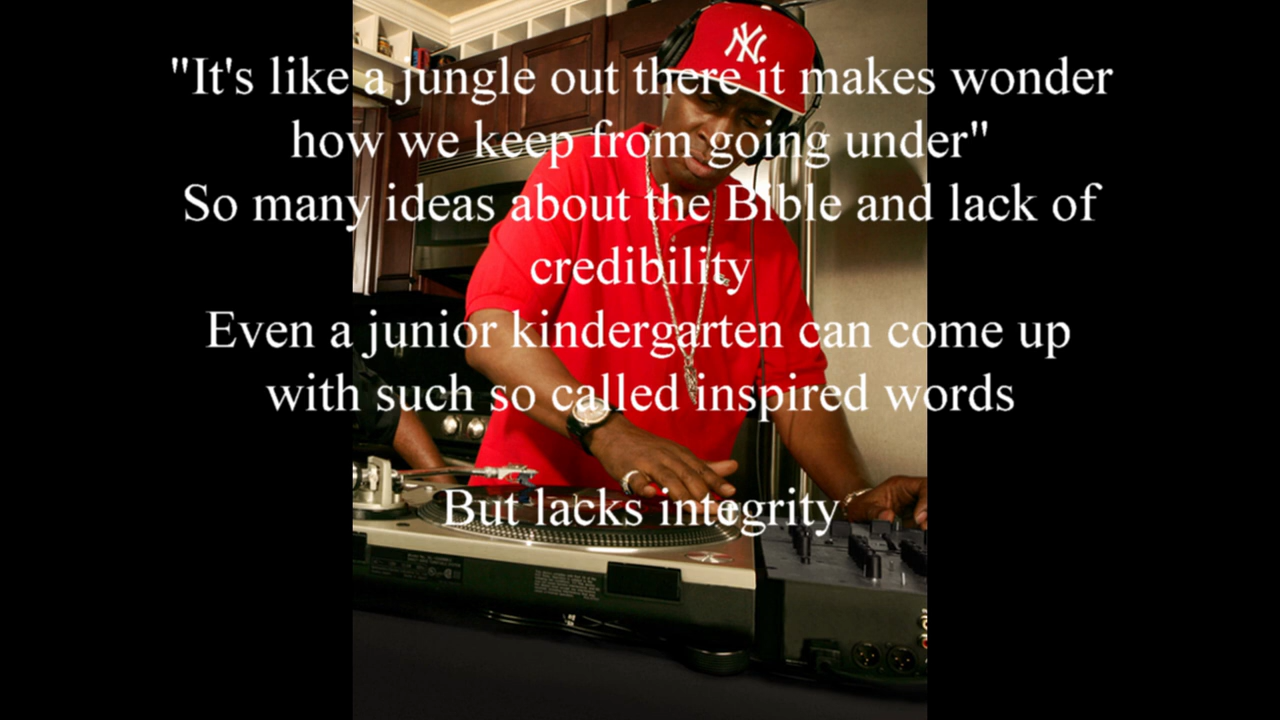 NY
"It's like a jungle out there it makes wonder
how we keep from going under"
So many ideas about the Bible and lack of
credibility
Even a junior kindergarten can come up
with such so called inspired words
But lacks integrity